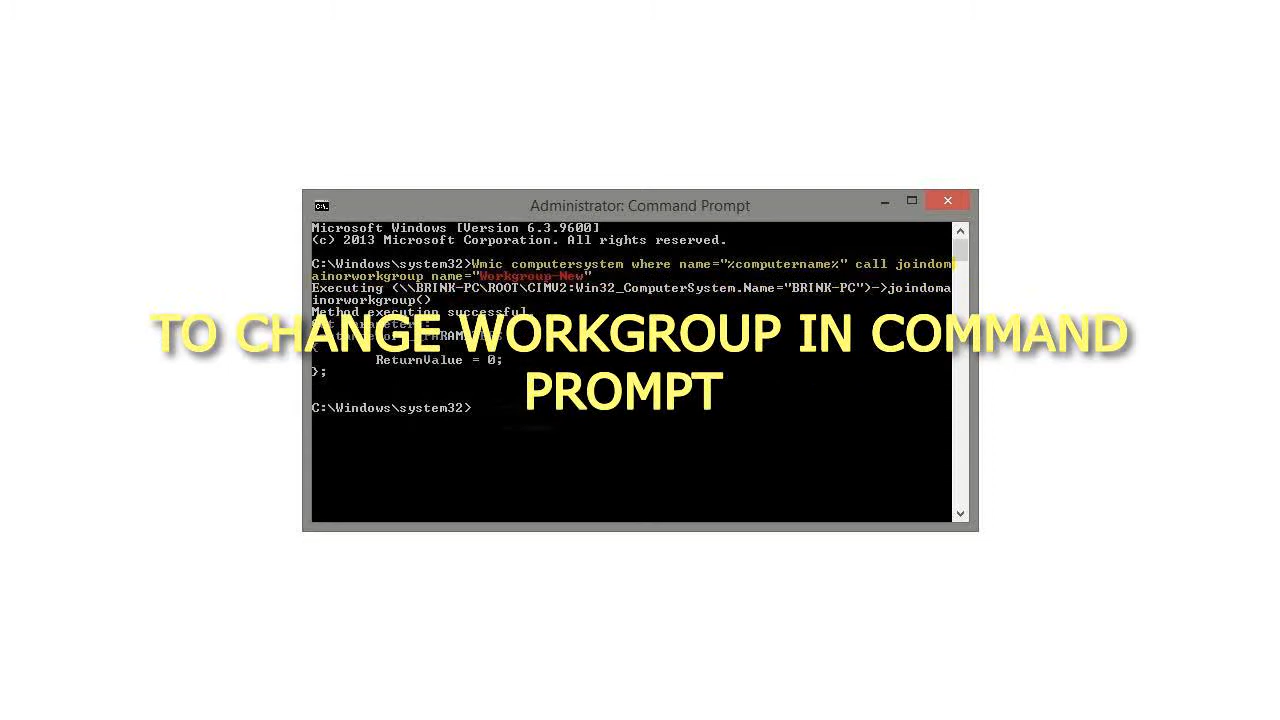 Administrator: Command Prompt
Microsoft Windows [Version 6.3.9600]
(c) 2013 Microsoft Corporation. All rights reserved.
C:\Windows\system32>Wmic computersystem where name="%computername%" call joindom
ainorworkgroup name="Workgroup-New"
Executing (\\BRINK-PC\ROOT\CIMV2:Win32_ComputerSystem.Name="BRINK-PC")->joindoma
inorworkgroup()
Method execution successful.
TO CHANGE WORKGROUP IN COMMAND
PROMPT
ReturnValue = 0;
};
C:\Windows\system32>